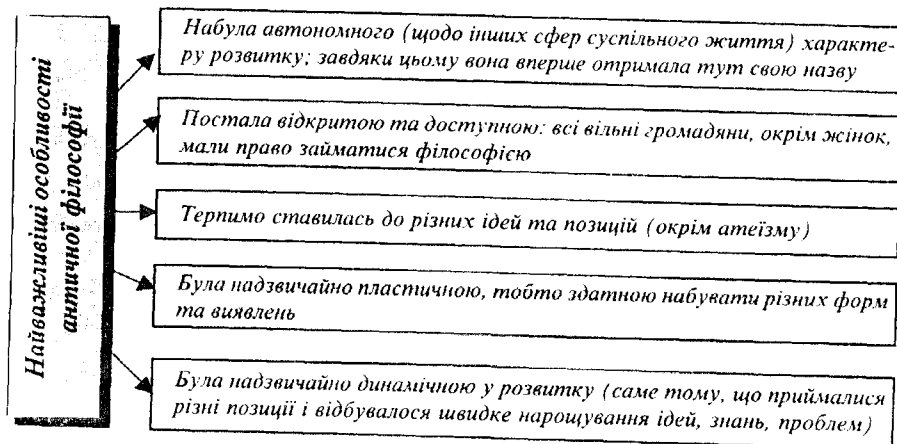 Найважливіші особливості
античної філософії
Набула автономного (щодо інших сфер суспільного життя) характе-
ру розвитку; завдяки цьому вона вперше отримала тут свою назву
Постала відкритою та доступною: всі вільні громадяни, окрім жінок,
мали право займатися філософією
Терпимо ставилась до різних ідей та позицій (окрім атеїзму)
Була надзвичайно пластичною, тобто здатною набувати різних форм
та виявлень
Була надзвичайно динамічною у розвитку (саме тому, що приймалися
різні позиції і відбувалося швидке нарощування ідей, знань, проблем)